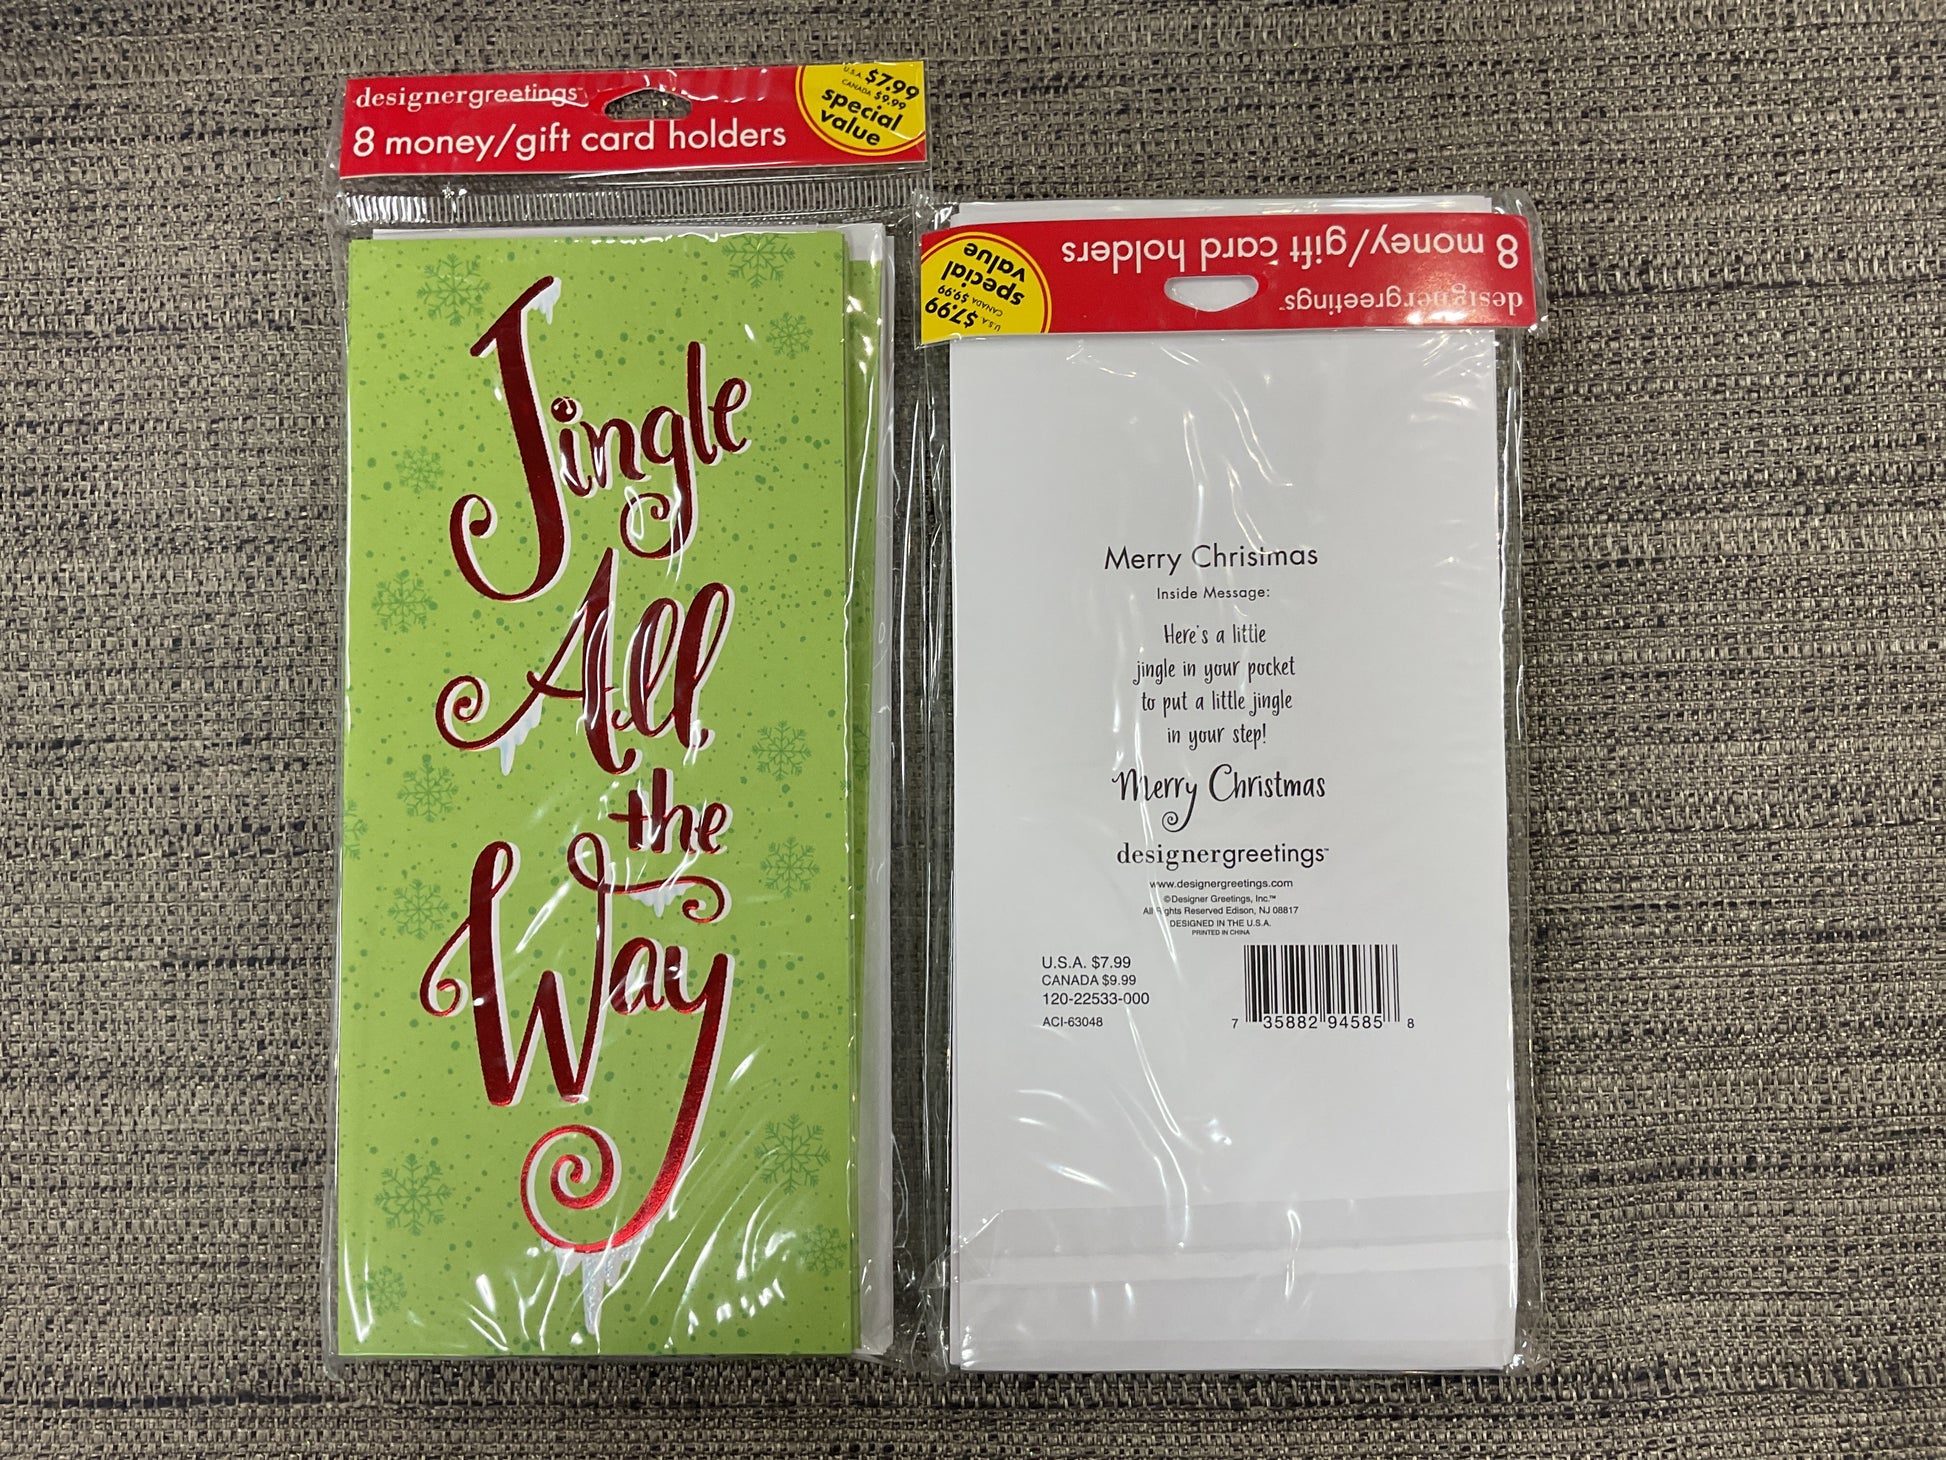 designergreetings™
8 money/gift card holders
U.S.A. $7.99
CANADA $9.99
special
value
Jingle
All
the
Way
8 money/gift card holders
designergreetings™
U.S.A. $7.99
CANADA $9.99
special
value
Merry Christmas
Inside Message:
Here's a little
jingle in your pocket
to put a little jingle
in your step!
Merry Christmas
designergreetings™
www.designergreetings.com
©Designer Greetings, Inc.™
All Rights Reserved Edison, NJ 08817
DESIGNED IN THE U.S.A.
PRINTED IN CHINA
U.S.A. $7.99
CANADA $9.99
120-22533-000
ACI-63048
7 35882 94585 8